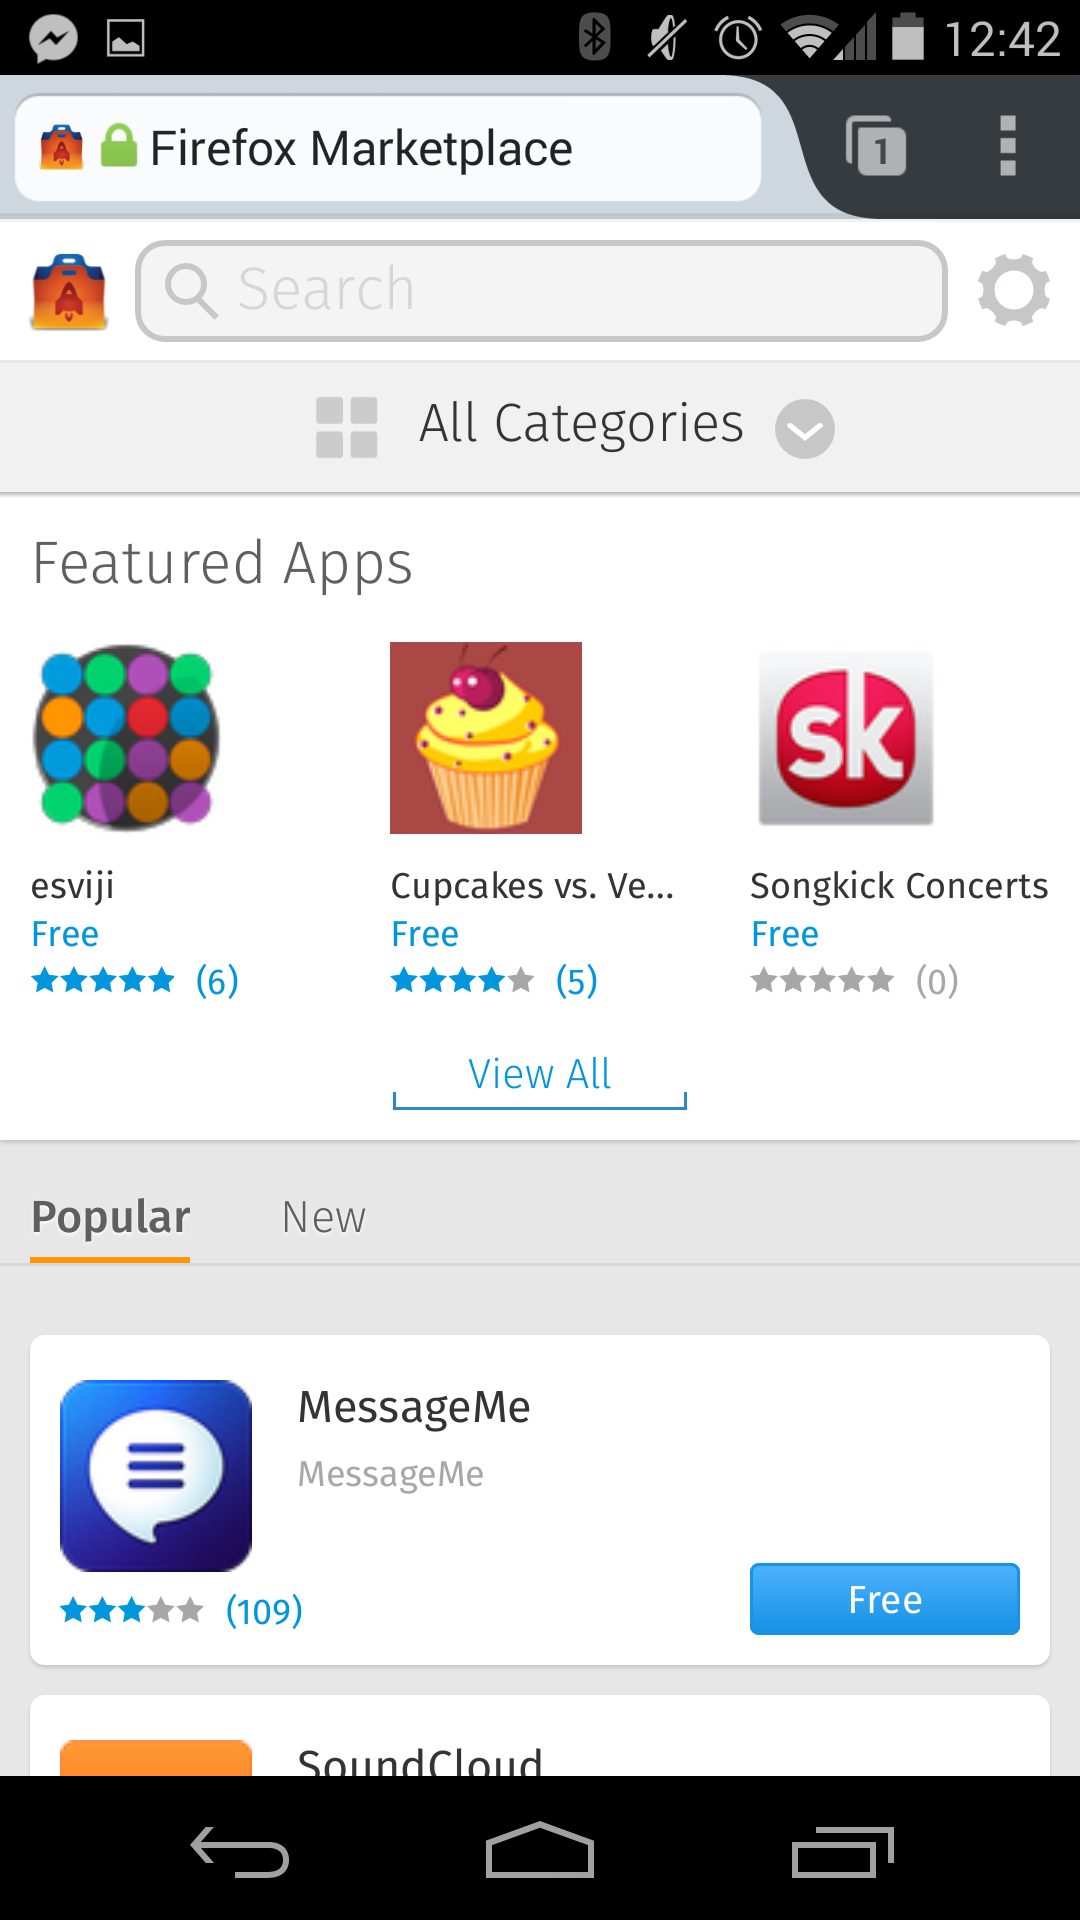 12:42
Firefox Marketplace
1
Search
All Categories
Featured Apps
sk
esviji
Cupcakes vs. Ve...
Songkick Concerts
Free
Free
Free
(6)
(5)
(0)
View All
Popular
New
MessageMe
MessageMe
(109)
Free
SoundCloud